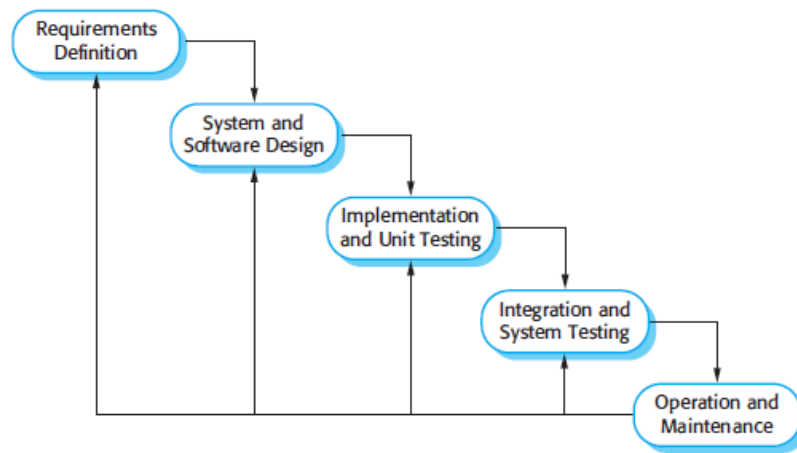 Requirements
Definition
System and
Software Design
Implementation
and Unit Testing
Integration and
System Testing
Operation and
Maintenance